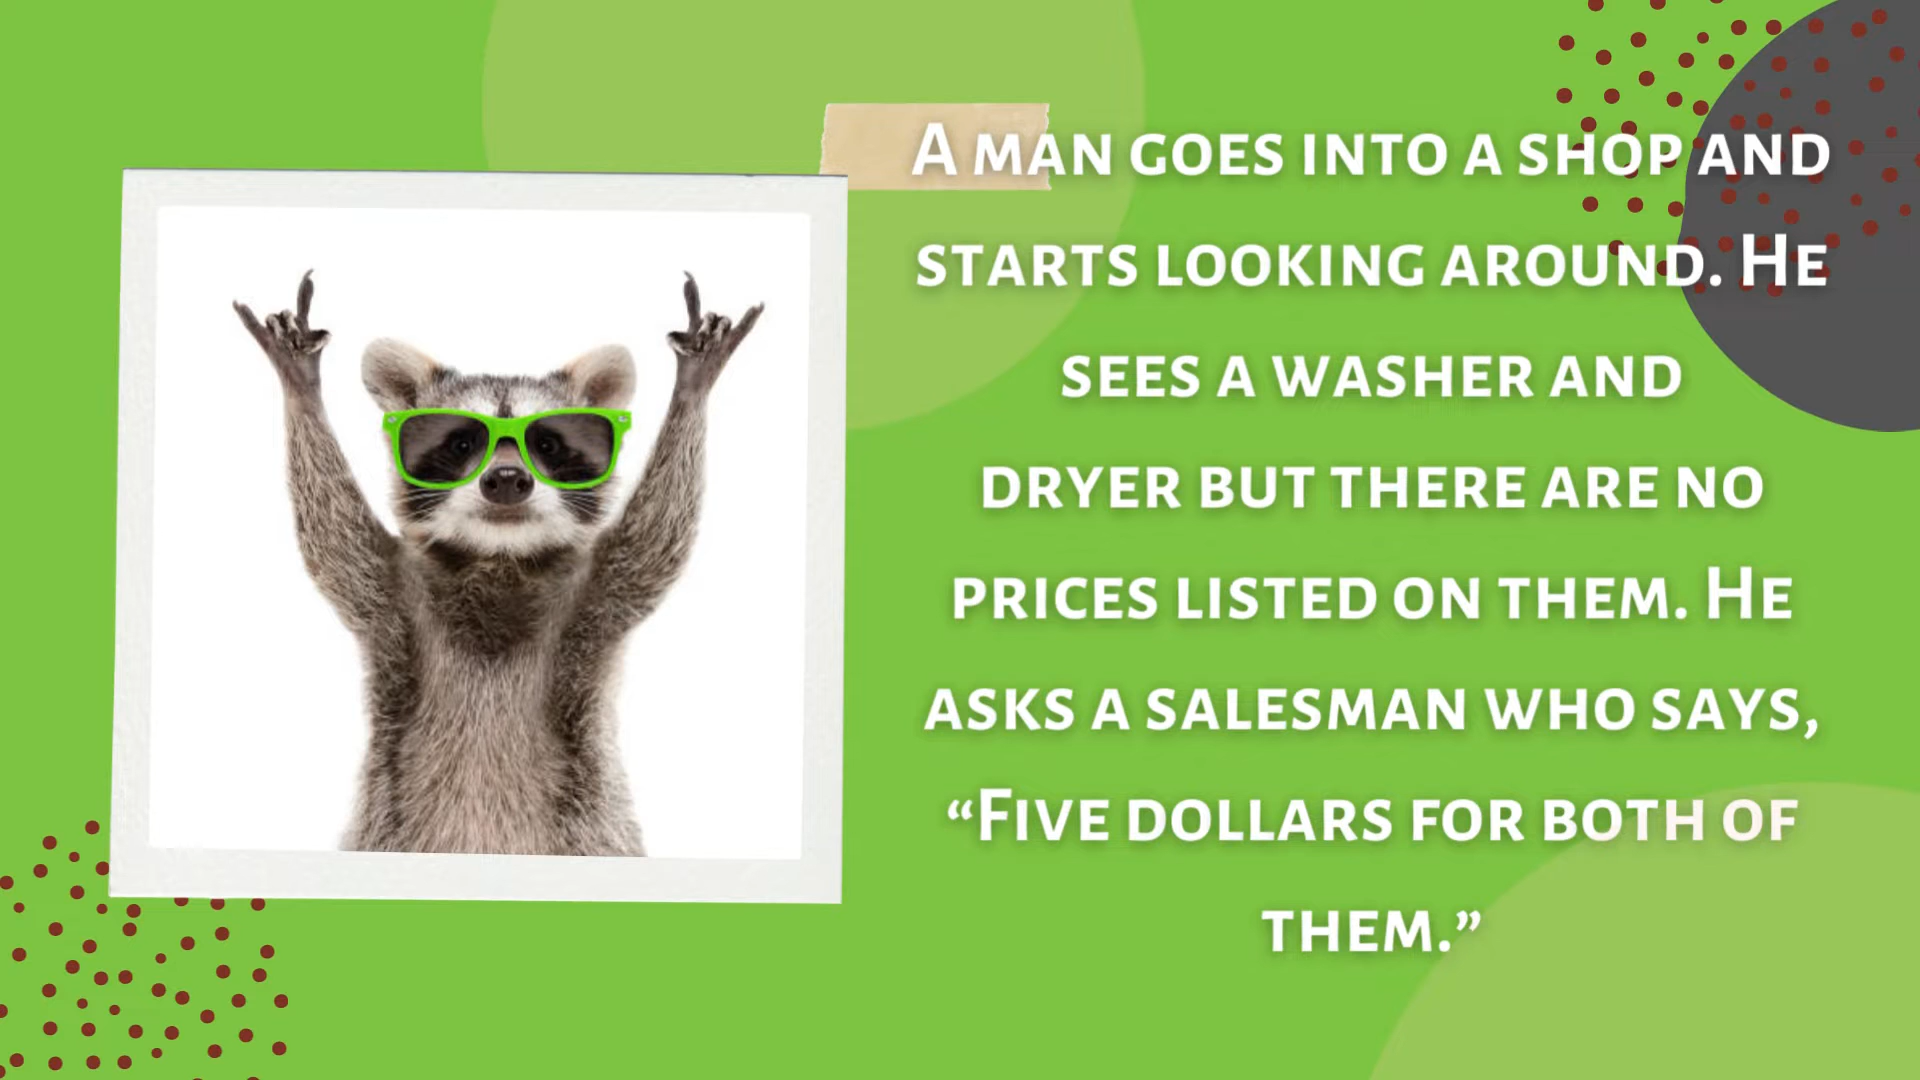 A man goes into a shop and
starts looking around. He
sees a washer and
dryer but there are no
prices listed on them. He
asks a salesman who says,
“Five dollars for both of
them.”